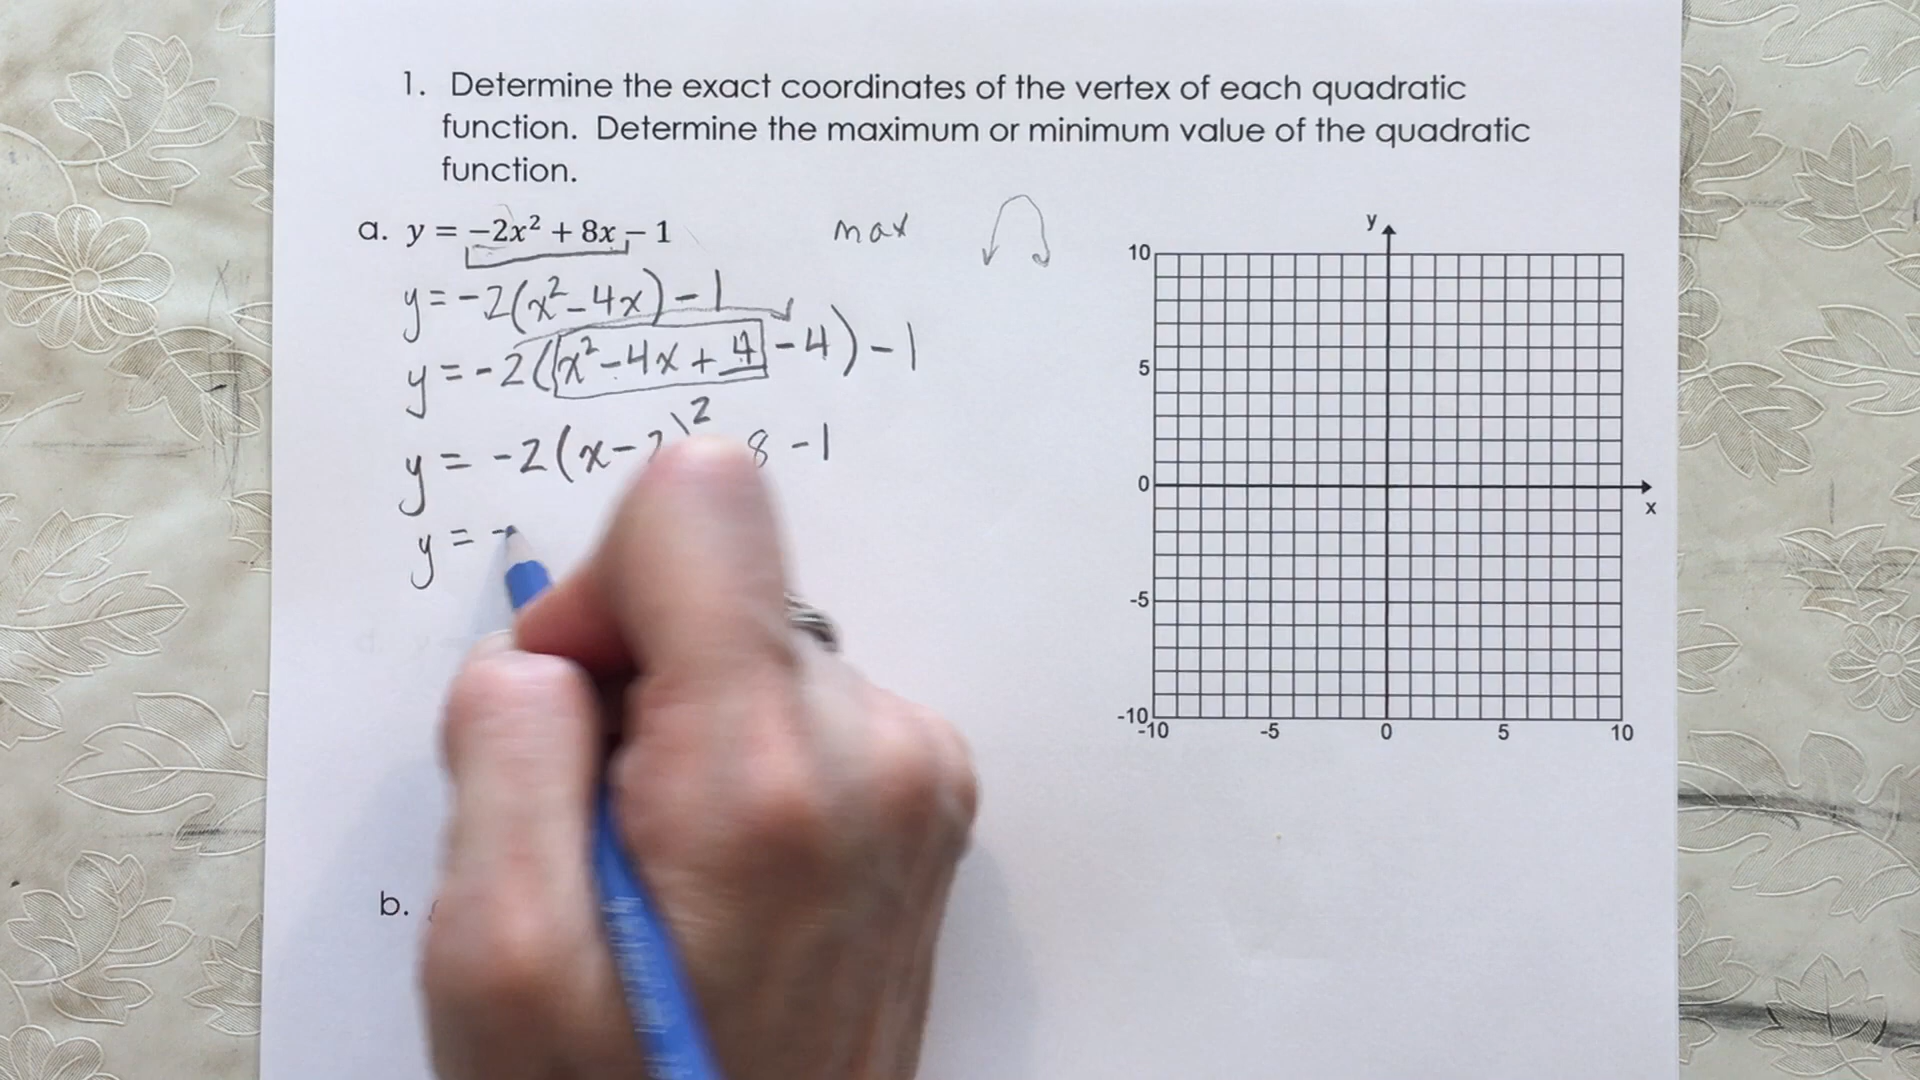 1. Determine the exact coordinates of the vertex of each quadratic
function. Determine the maximum or minimum value of the quadratic
function.
a. y = −2x² + 8x − 1
max
y = -2(x² - 4x) - 1
y = -2(x² - 4x + 4 - 4) - 1
y = -2(x - 2)² 8 - 1
y = -
b.
y
10
5
0
-5
-10
x
-10 -5 0 5 10